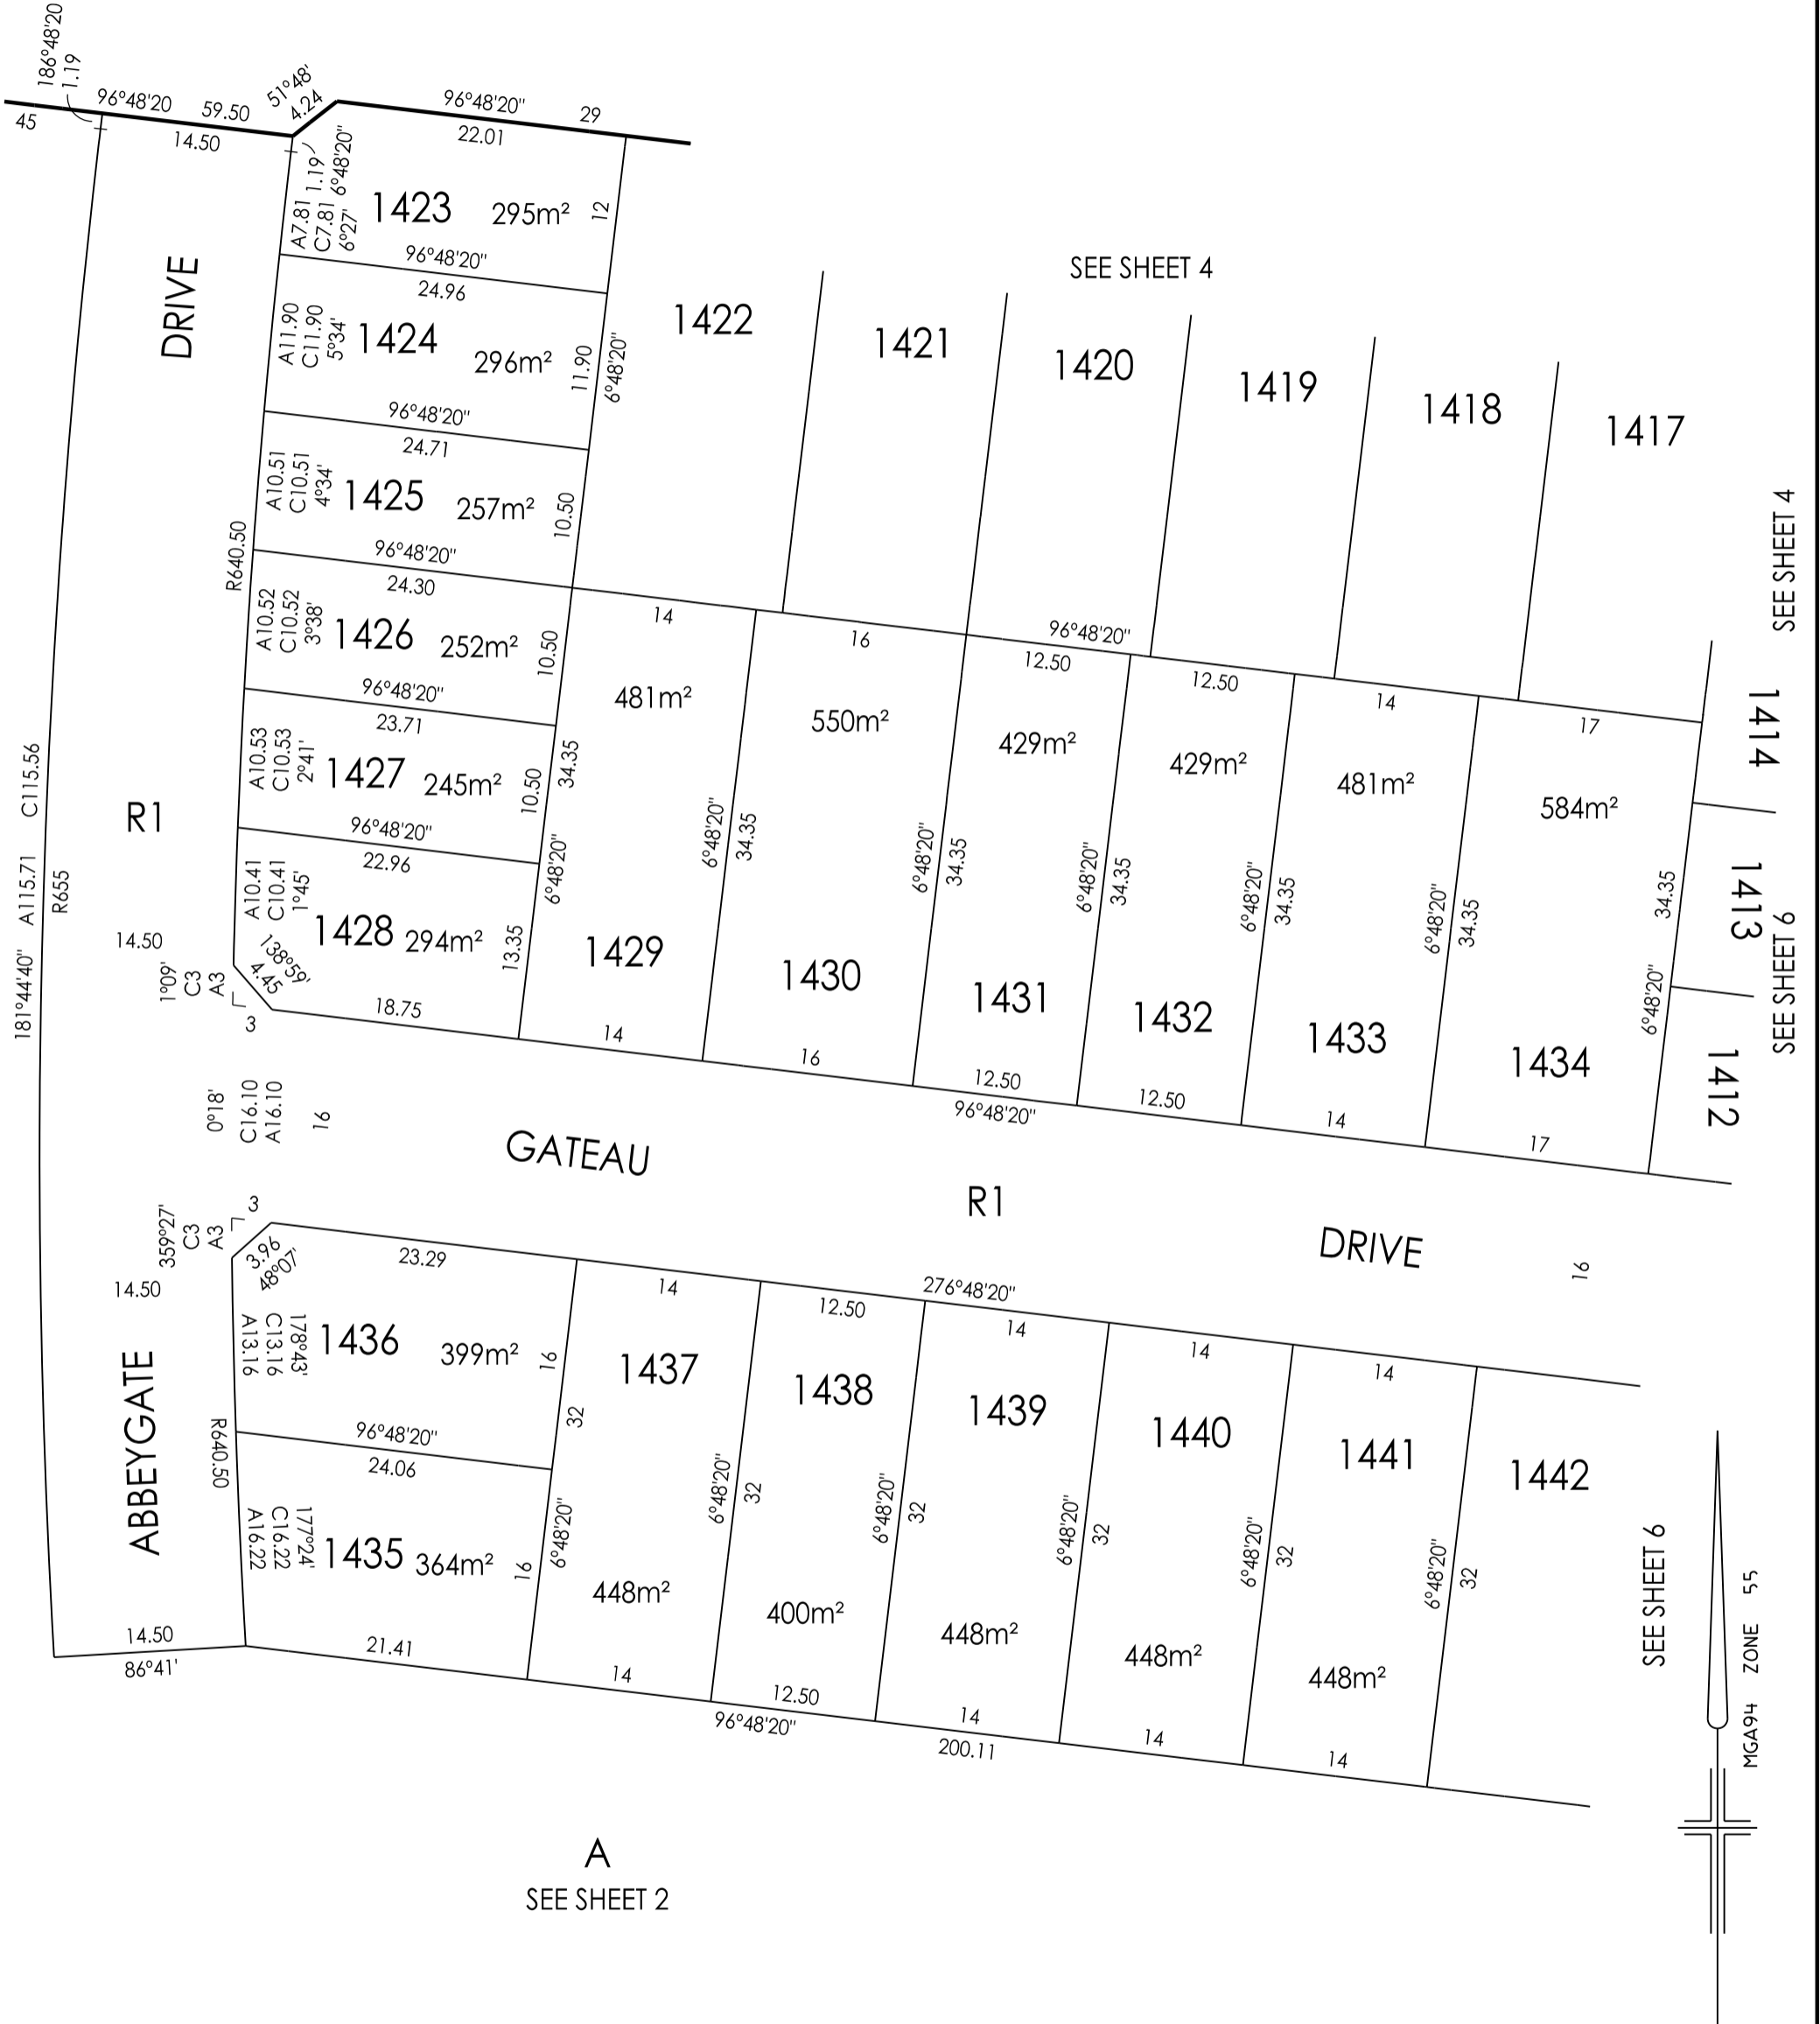 186°48'20
1.19
96°48'20
59.50
51°48'
4.24
96°48'20"
29
45
14.50
22.01
1.19
6°48'20"
A7.81
C7.81
6°27'
1423
295m²
12
96°48'20"
24.96
DRIVE
A11.90
C11.90
5°34'
1424
296m²
11.90
6°48'20"
96°48'20"
24.71
A10.51
C10.51
4°34'
1425
257m²
10.50
R640.50
96°48'20"
24.30
A10.52
C10.52
3°38'
1426
252m²
10.50
96°48'20"
23.71
A10.53
C10.53
2°41'
1427
245m²
10.50
96°48'20"
22.96
A10.41
C10.41
1°45'
1428
294m²
13.35
138°59'
4.45
18.75
SEE SHEET 4
1422
1421
1420
1419
1418
1417
SEE SHEET 4
1414
1413
1412
SEE SHEET 6
14
16
96°48'20"
12.50
12.50
14
17
481m²
550m²
429m²
429m²
481m²
584m²
34.35
6°48'20"
6°48'20"
34.35
6°48'20"
34.35
6°48'20"
34.35
6°48'20"
34.35
6°48'20"
34.35
34.35
6°48'20"
1429
1430
1431
1432
1433
1434
14
16
12.50
96°48'20"
12.50
14
17
181°44'40" A115.71 C115.56
R655
R1
14.50
1°09'
C3
A3
3
0°18'
C16.10
A16.10
16
GATEAU
R1
DRIVE
16
359°27'
C3
A3
3
3.96
48°07'
14.50
ABBEYGATE
23.29
14
12.50
276°48'20"
14
14
14
178°43'
C13.16
A13.16
1436
399m²
16
R640.50
96°48'20"
24.06
177°24'
C16.22
A16.22
1435
364m²
16
32
6°48'20"
1437
1438
1439
1440
1441
1442
6°48'20"
32
6°48'20"
32
6°48'20"
32
6°48'20"
32
6°48'20"
32
448m²
400m²
448m²
448m²
448m²
14.50
86°41'
21.41
14
12.50
96°48'20"
14
200.11
14
14
SEE SHEET 6
MGA94 ZONE 55
A
SEE SHEET 2